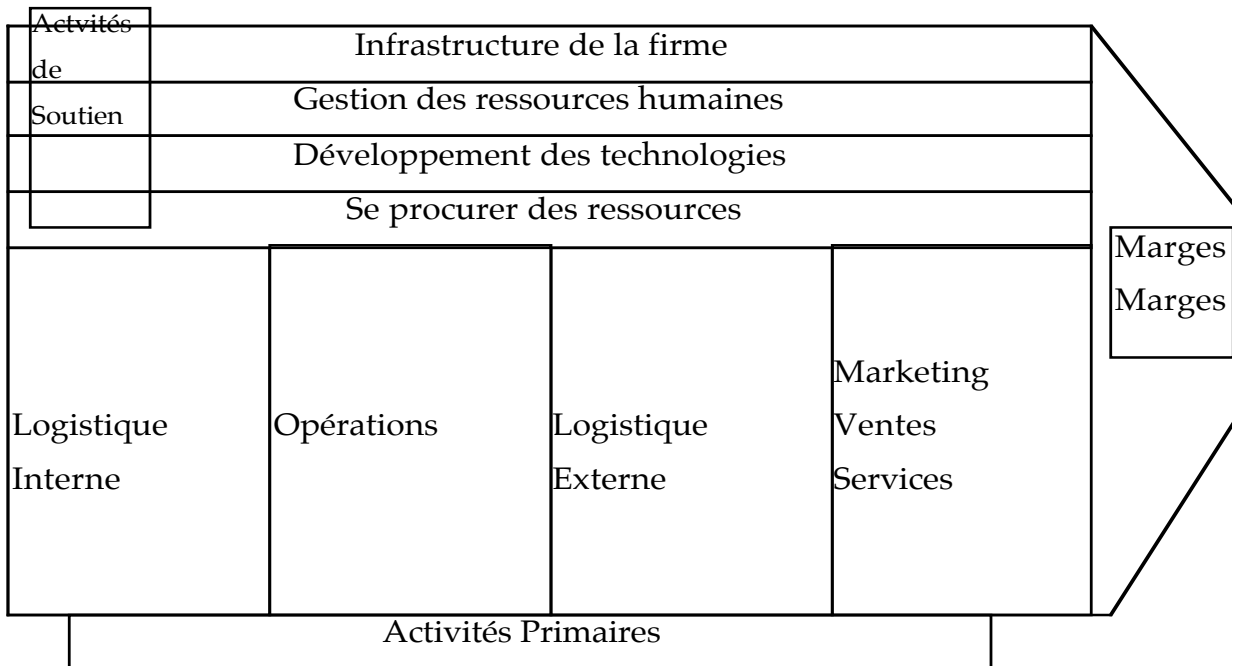 Actvités
de
Soutien
Infrastructure de la firme
Gestion des ressources humaines
Développement des technologies
Se procurer des ressources
Logistique
Interne
Opérations
Logistique
Externe
Marketing
Ventes
Services
Marges
Marges
Activités Primaires